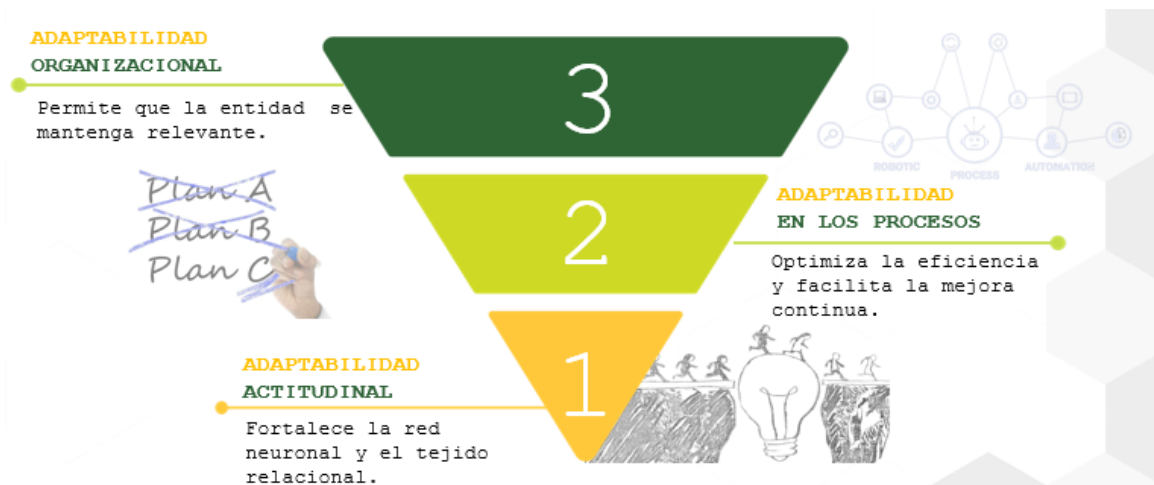 ADAPTABILIDAD
ORGANIZACIONAL
Permite que la entidad se
mantenga relevante.
3
ROBOTIC
PROCESS
AUTOMATION
Plan A
Plan B
Plan C
2
ADAPTABILIDAD
EN LOS PROCESOS
Optimiza la eficiencia
y facilita la mejora
continua.
1
ADAPTABILIDAD
ACTITUDINAL
Fortalece la red
neuronal y el tejido
relacional.